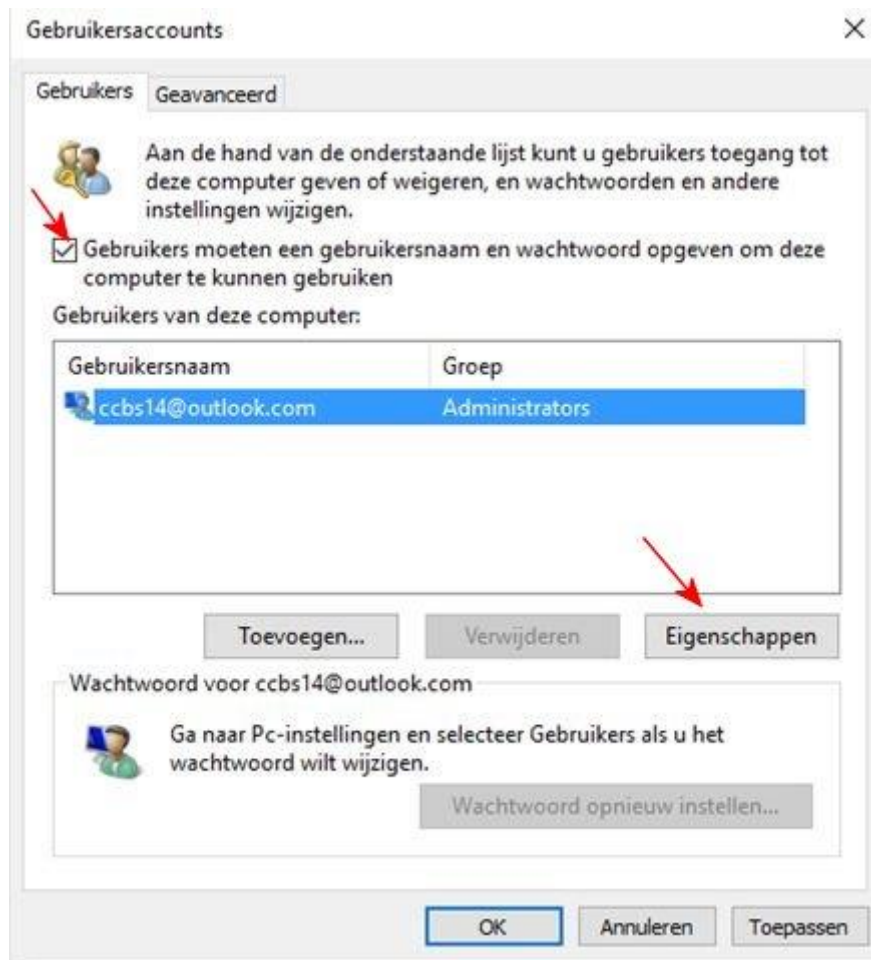 Gebruikersaccounts
Gebruikers
Geavanceerd
Aan de hand van de onderstaande lijst kunt u gebruikers toegang tot
deze computer geven of weigeren, en wachtwoorden en andere
instellingen wijzigen.
Gebruikers moeten een gebruikersnaam en wachtwoord opgeven om deze
computer te kunnen gebruiken
Gebruikers van deze computer:
Gebruikersnaam Groep
ccbs14@outlook.com Administrators
Toevoegen... Verwijderen Eigenschappen
Wachtwoord voor ccbs14@outlook.com
Ga naar Pc-instellingen en selecteer Gebruikers als u het
wachtwoord wilt wijzigen.
Wachtwoord opnieuw instellen...
OK Annuleren Toepassen